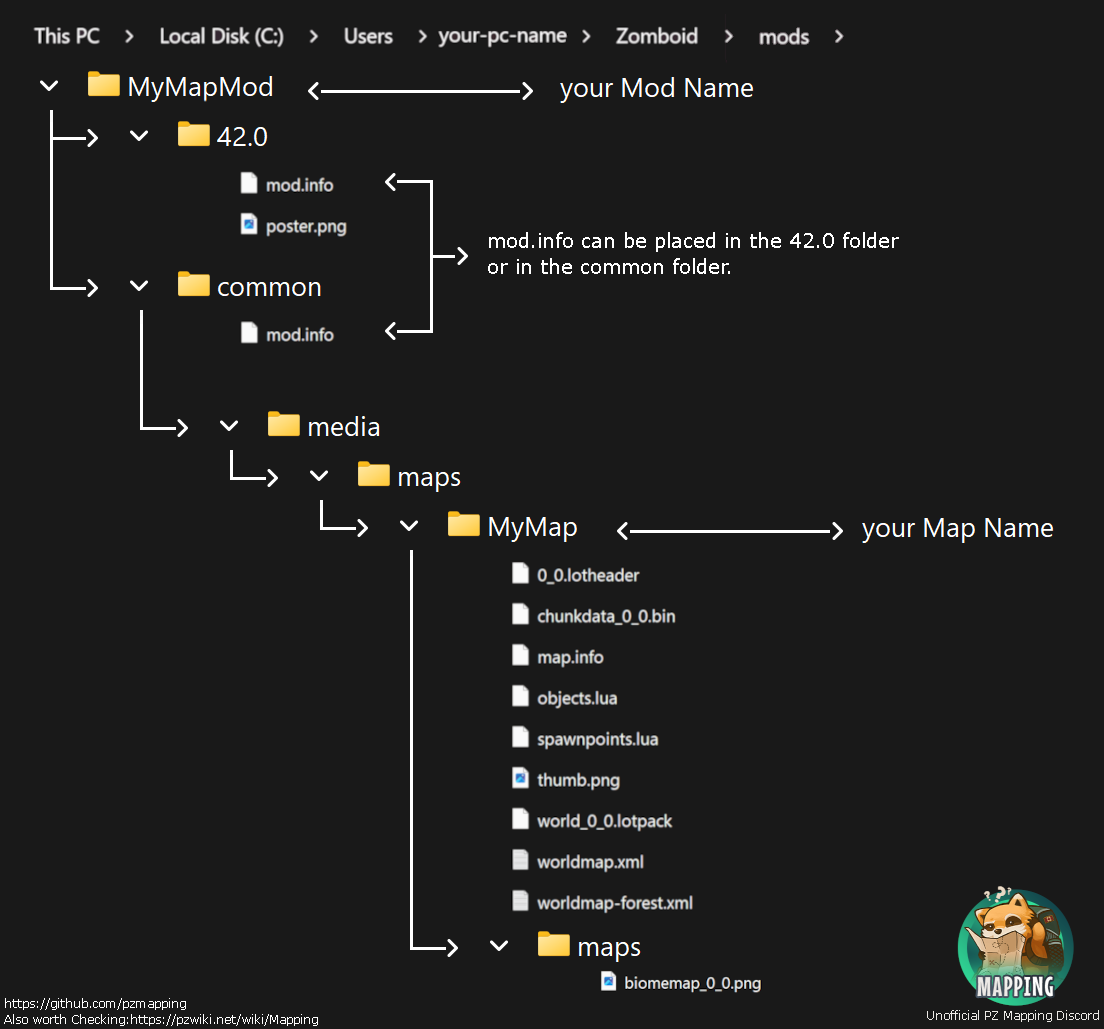 This PC > Local Disk (C:) > Users > your-pc-name > Zomboid > mods >
MyMapMod your Mod Name
42.0
mod.info
poster.png
mod.info can be placed in the 42.0 folder
or in the common folder.
common
mod.info
media
maps
MyMap your Map Name
0_0.lotheader
chunkdata_0_0.bin
map.info
objects.lua
spawnpoints.lua
thumb.png
world_0_0.lotpack
worldmap.xml
worldmap-forest.xml
maps
biomemap_0_0.png
???
MAPPING
https://github.com/pzmapping
Also worth Checking:https://pzwiki.net/wiki/Mapping
Unofficial PZ Mapping Discord